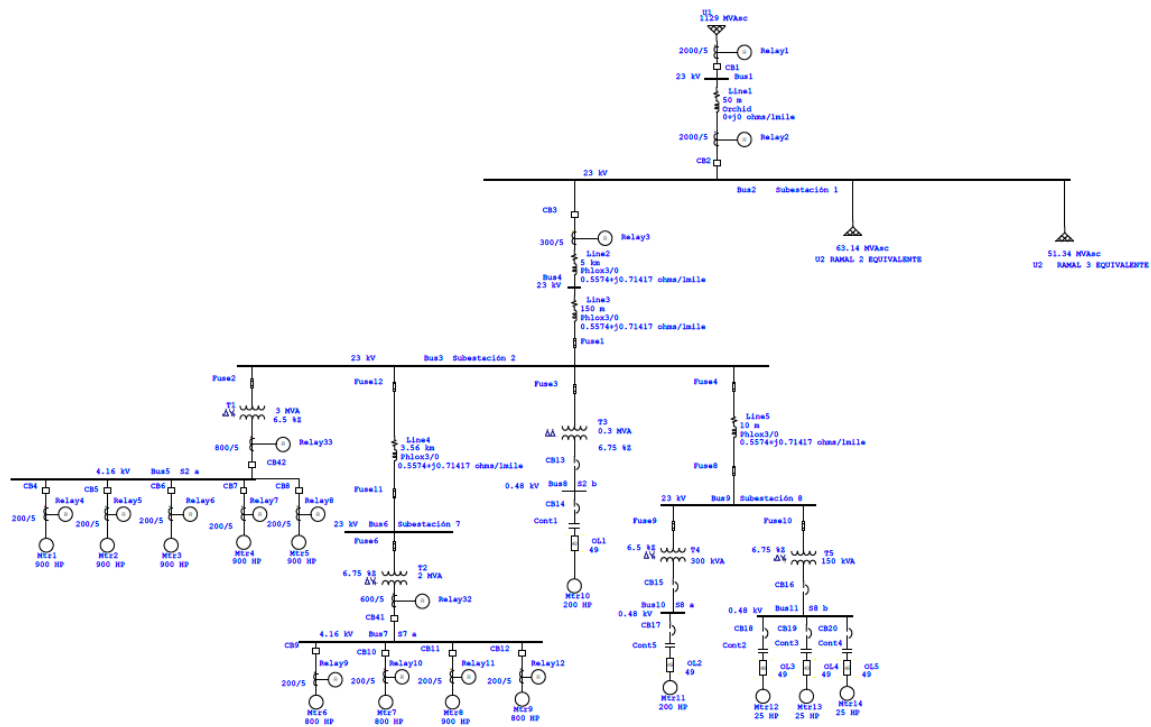 U1
1129 MVAsc
2000/5
Relay1
CB1
23 kV
Bus1
Line1
50 m
Orchid
0+j0 ohms/1mile
2000/5
Relay2
CB2
23 kV
Bus2 Subestación 1
CB3
300/5
Relay3
63.14 MVAsc
U2 RAMAL 2 EQUIVALENTE
51.34 MVAsc
U2 RAMAL 3 EQUIVALENTE
Line2
5 km
Phlox3/0
0.5574+j0.71417 ohms/1mile
Bus4
23 kV
Line3
150 m
Phlox3/0
0.5574+j0.71417 ohms/1mile
Fuse1
23 kV
Bus3 Subestación 2
Fuse2
T1
3 MVA
6.5 %Z
800/5
Relay33
CB42
4.16 kV Bus5 S2 a
CB4
Relay4
200/5
Mtr1
900 HP
CB5
Relay5
200/5
Mtr2
900 HP
CB6
Relay6
200/5
Mtr3
900 HP
CB7
Relay7
200/5
Mtr4
900 HP
CB8
Relay8
200/5
Mtr5
900 HP
Fuse12
Line4
3.56 km
Phlox3/0
0.5574+j0.71417 ohms/1mile
Fuse11
23 kV Bus6 Subestación 7
Fuse6
6.75 %Z
T2
2 MVA
600/5
Relay32
CB41
4.16 kV Bus7 S7 a
CB9
Relay9
200/5
Mtr6
800 HP
CB10
Relay10
200/5
Mtr7
800 HP
CB11
Relay11
200/5
Mtr8
900 HP
CB12
Relay12
200/5
Mtr9
800 HP
Fuse3
T3
0.3 MVA
6.75 %Z
CB13
0.48 kV Bus8 S2 b
CB14
Cont1
OL1
49
Mtr10
200 HP
Fuse4
Line5
10 m
Phlox3/0
0.5574+j0.71417 ohms/1mile
Fuse8
23 kV Bus9 Subestación 8
Fuse9
6.5 %Z
T4
300 kVA
CB15
0.48 kV Bus10 S8 a
CB17
Cont5
OL2
49
Mtr11
200 HP
Fuse10
6.75 %Z
T5
150 kVA
CB16
0.48 kV Bus11 S8 b
CB18
Cont2
OL3
49
Mtr12
25 HP
CB19
Cont3
OL4
49
Mtr13
25 HP
CB20
Cont4
OL5
49
Mtr14
25 HP